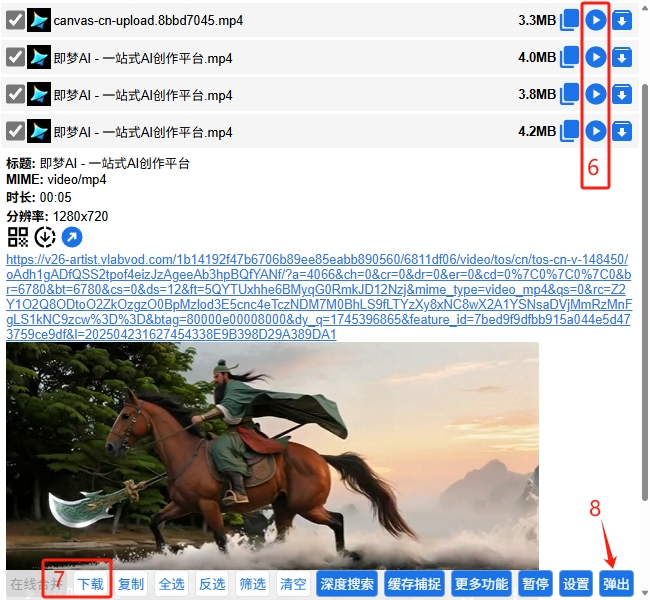 canvas-cn-upload.8bbd7045.mp4 3.3MB
即梦AI - 一站式AI创作平台.mp4 4.0MB
即梦AI - 一站式AI创作平台.mp4 3.8MB
即梦AI - 一站式AI创作平台.mp4 4.2MB
标题: 即梦AI - 一站式AI创作平台
6
MIME: video/mp4
时长: 00:05
分辨率: 1280x720
https://v26-artist.vlabvod.com/1b14192f47b6706b89ee85eabb890560/6811df06/video/tos/cn/tos-cn-v-148450/
oAdh1gADfQSS2tpof4eizJzAgeeAb3hpBQfYANf/?a=4066&ch=0&cr=0&dr=0&er=0&cd=0%7C0%7C0%7C0&b
r=6780&bt=6780&cs=0&ds=12&ft=5QYTUxhhe6BMyqG0RmkJD12Nzj&mime_type=video_mp4&qs=0&rc=Z2
Y1O2Q8ODtoO2ZkOzgzO0BpMzlod3E5cnc4eTczNDM7M0BhLS9fLTYzXy8xNC8wX2A1YSNsaDVjMmRzMnF
gLS1kNC9zcw%3D%3D&btag=80000e00008000&dy_q=1745396865&feature_id=7bed9f9dfbb915a044e5d47
3759ce9df&l=202504231627454338E9B398D29A389DA1
8
7
在线合并 下载 复制 全选 反选 筛选 清空 深度搜索 缓存捕捉 更多功能 暂停 设置 弹出